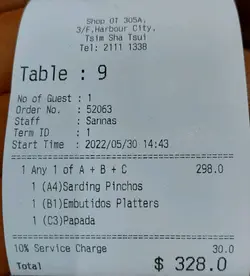 Shop OT 305A,
3/F,Harbour City,
Tsim Sha Tsui
Tel: 2111 1338
Table : 9
No of Guest : 1
Order No. : 52063
Staff : Sannas
Term ID : 1
Start Time : 2022/05/30 14:43
1 Any 1 of A + B + C 298.0
1 (A4)Sarding Pinchos
1 (B1)Embutidos Platters
1 (C3)Papada
10% Service Charge 30.0
Total $ 328.0